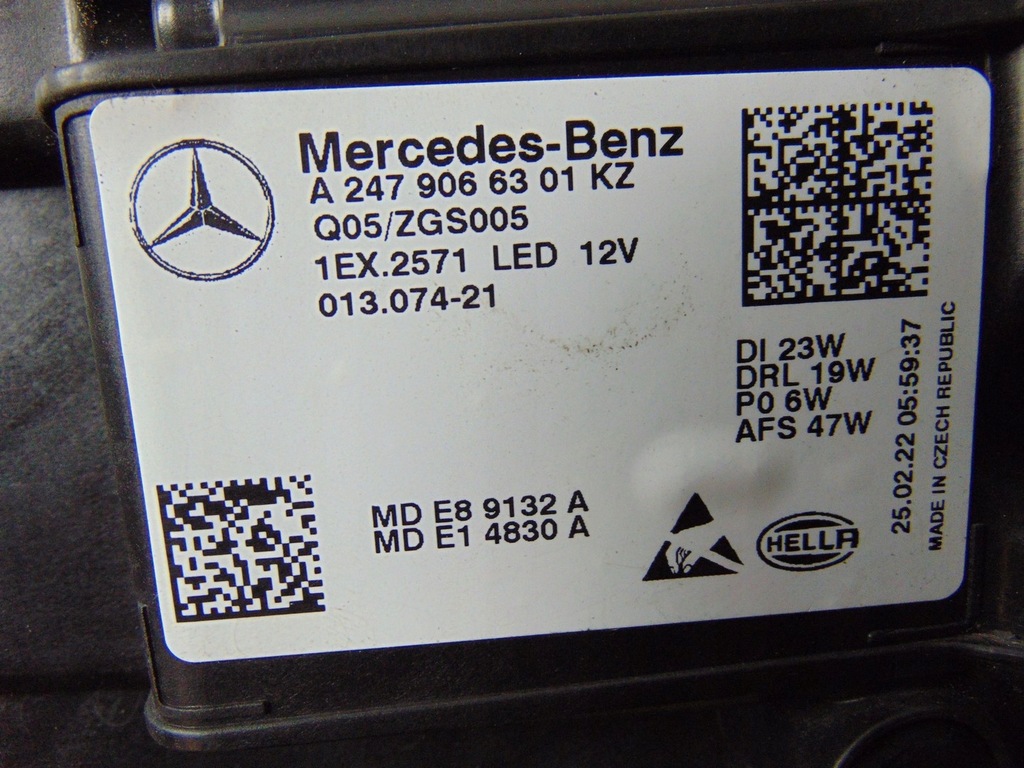 Mercedes-Benz
A 247 906 63 01 KZ
Q05/ZGS005
1EX.2571 LED 12V
013.074-21
DI 23W
DRL 19W
PO 6W
AFS 47W
25.02.22 05:59:37
MADE IN CZECH REPUBLIC
MD E8 9132 A
MD E1 4830 A
HELLA